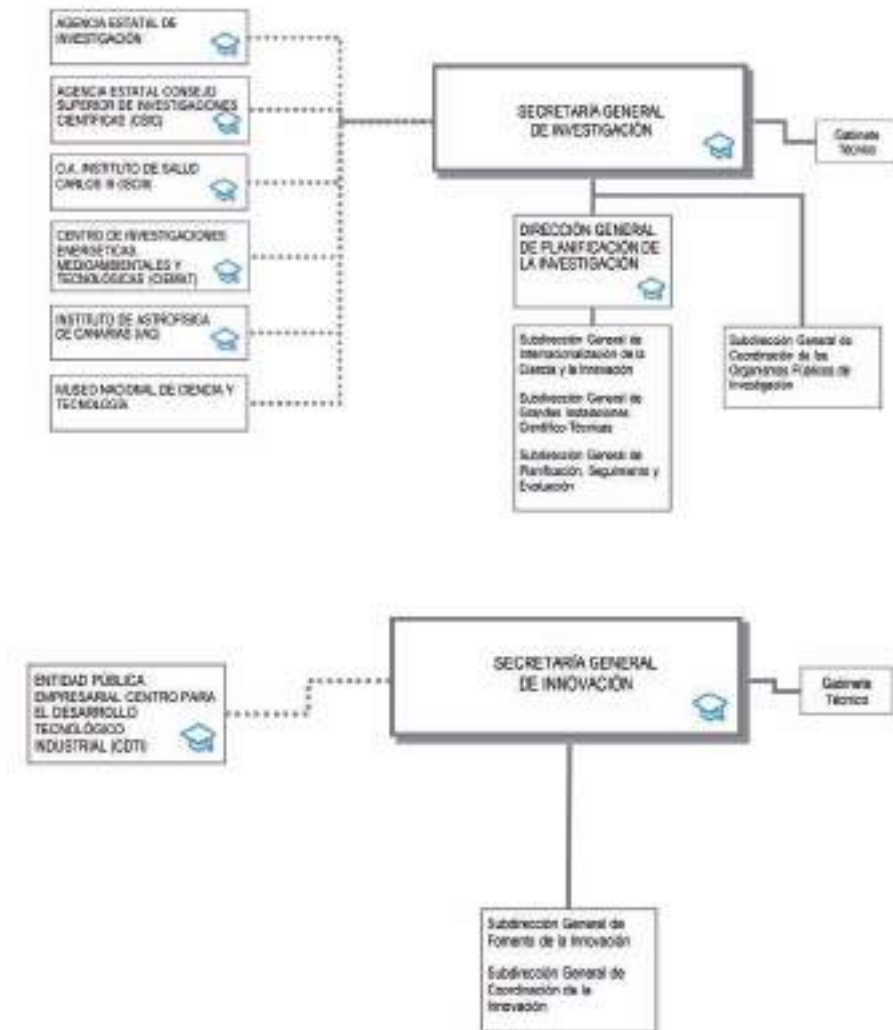 AGENCIA ESTATAL DE
INVESTIGACIÓN
AGENCIA ESTATAL CONSEJO
SUPERIOR DE INVESTIGACIONES
CIENTÍFICAS (CSIC)
O.A. INSTITUTO DE SALUD
CARLOS III (ISCIII)
CENTRO DE INVESTIGACIONES
ENERGÉTICAS,
MEDIOAMBIENTALES Y
TECNOLÓGICAS (CIEMAT)
INSTITUTO DE ASTROFÍSICA
DE CANARIAS (IAC)
MUSEO NACIONAL DE CIENCIA Y
TECNOLOGÍA
SECRETARÍA GENERAL
DE INVESTIGACIÓN
Gabinete
Técnico
DIRECCIÓN GENERAL
DE PLANIFICACIÓN DE
LA INVESTIGACIÓN
Subdirección General de
Internacionalización de la
Ciencia y la Innovación
Subdirección General de
Grandes Instalaciones
Científico Técnicas
Subdirección General de
Planificación, Seguimiento y
Evaluación
Subdirección General de
Coordinación de los
Organismos Públicos de
Investigación
ENTIDAD PÚBLICA
EMPRESARIAL CENTRO PARA
EL DESARROLLO
TECNOLÓGICO
INDUSTRIAL (CDTI)
SECRETARÍA GENERAL
DE INNOVACIÓN
Gabinete
Técnico
Subdirección General de
Fomento de la Innovación
Subdirección General de
Coordinación de la
Innovación